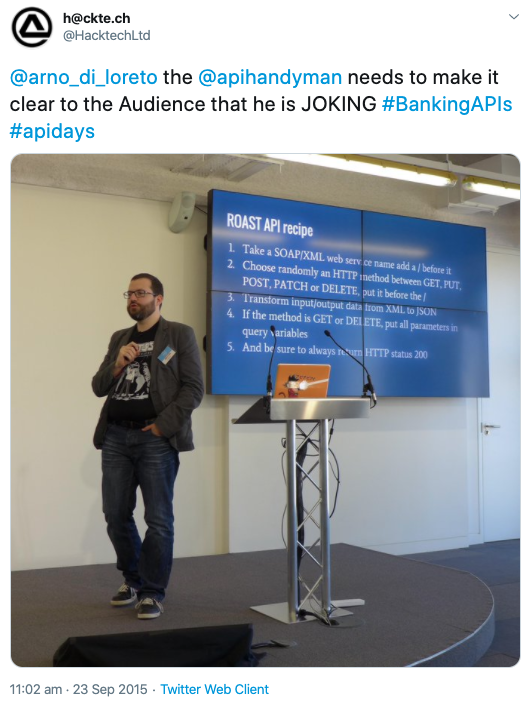 h@ckte.ch
@HacktechLtd
@arno_di_loreto the @apihandyman needs to make it
clear to the Audience that he is JOKING #BankingAPIs
#apidays
ROAST API recipe
1. Take a SOAP/XML web service name add a / before it
2. Choose randomly an HTTP method between GET, PUT,
POST, PATCH or DELETE, put it before the /
3. Transform input/output data from XML to JSON
4. If the method is GET or DELETE, put all parameters in
query variables
5. And be sure to always return HTTP status 200
11:02 am · 23 Sep 2015 · Twitter Web Client